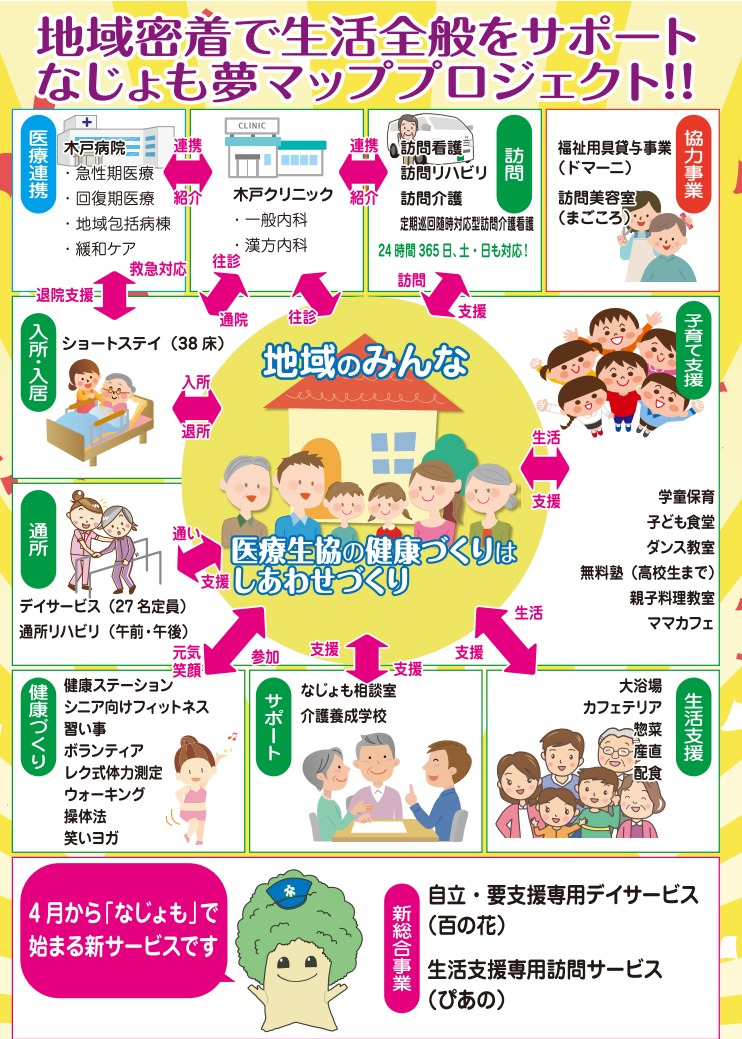 地域密着で生活全般をサポート
なじょも夢マッププロジェクト!!
医療連携
木戸病院
・急性期医療
・回復期医療
・地域包括病棟
・緩和ケア
連携
紹介
CLINIC
木戸クリニック
・一般内科
・漢方内科
連携
紹介
訪問
訪問看護
訪問リハビリ
訪問介護
定期巡回随時対応型訪問介護看護
24時間365日、土・日も対応!
協力事業
福祉用具貸与事業
(ドマーニ)
訪問美容室
(まごころ)
退院支援
救急対応
往診
通院
往診
訪問
支援
入所・入居
ショートステイ(38床)
入所
退所
地域のみんな
医療生協の健康づくりは
しあわせづくり
子育て支援
生活
支援
学童保育
子ども食堂
ダンス教室
無料塾(高校生まで)
親子料理教室
ママカフェ
通所
通い
支援
デイサービス(27名定員)
通所リハビリ(午前・午後)
元気
笑顔
参加
支援
支援
支援
生活
健康づくり
健康ステーション
シニア向けフィットネス
習い事
ボランティア
レク式体力測定
ウォーキング
操体法
笑いヨガ
サポート
なじょも相談室
介護養成学校
生活支援
大浴場
カフェテリア
惣菜
産直
配食
4月から「なじょも」で
始まる新サービスです
新総合事業
自立・要支援専用デイサービス
(百の花)
生活支援専用訪問サービス
(ぴあの)